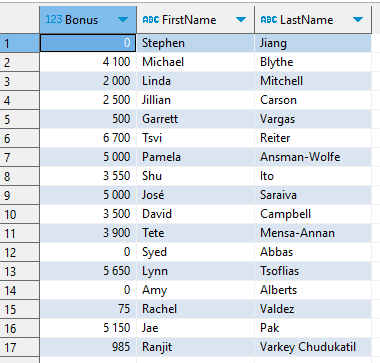 123 Bonus ABC FirstName ABC LastName
1 0 Stephen Jiang
2 4 100 Michael Blythe
3 2 000 Linda Mitchell
4 2 500 Jillian Carson
5 500 Garrett Vargas
6 6 700 Tsvi Reiter
7 5 000 Pamela Ansman-Wolfe
8 3 550 Shu Ito
9 5 000 José Saraiva
10 3 500 David Campbell
11 3 900 Tete Mensa-Annan
12 0 Syed Abbas
13 5 650 Lynn Tsoflias
14 0 Amy Alberts
15 75 Rachel Valdez
16 5 150 Jae Pak
17 985 Ranjit Varkey Chudukatil